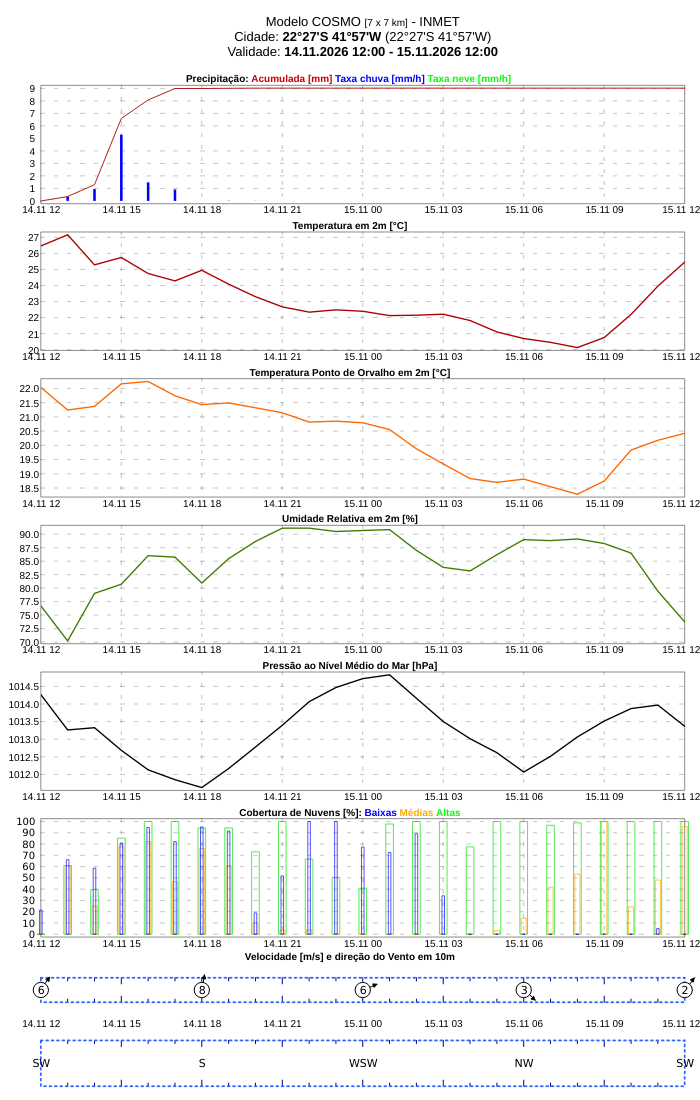 Modelo COSMO [7 x 7 km] - INMET
Cidade: 22°27'S 41°57'W (22°27'S 41°57'W)
Validade: 14.11.2026 12:00 - 15.11.2026 12:00
Precipitação: Acumulada [mm] Taxa chuva [mm/h] Taxa neve [mm/h]
9
8
7
6
5
4
3
2
1
0
14.11 12 14.11 15 14.11 18 14.11 21 15.11 00 15.11 03 15.11 06 15.11 09 15.11 12
Temperatura em 2m [°C]
27
26
25
24
23
22
21
20
14.11 12 14.11 15 14.11 18 14.11 21 15.11 00 15.11 03 15.11 06 15.11 09 15.11 12
Temperatura Ponto de Orvalho em 2m [°C]
22.0
21.5
21.0
20.5
20.0
19.5
19.0
18.5
14.11 12 14.11 15 14.11 18 14.11 21 15.11 00 15.11 03 15.11 06 15.11 09 15.11 12
Umidade Relativa em 2m [%]
90.0
87.5
85.0
82.5
80.0
77.5
75.0
72.5
70.0
14.11 12 14.11 15 14.11 18 14.11 21 15.11 00 15.11 03 15.11 06 15.11 09 15.11 12
Pressão ao Nível Médio do Mar [hPa]
1014.5
1014.0
1013.5
1013.0
1012.5
1012.0
14.11 12 14.11 15 14.11 18 14.11 21 15.11 00 15.11 03 15.11 06 15.11 09 15.11 12
Cobertura de Nuvens [%]: Baixas Médias Altas
100
90
80
70
60
50
40
30
20
10
0
14.11 12 14.11 15 14.11 18 14.11 21 15.11 00 15.11 03 15.11 06 15.11 09 15.11 12
Velocidade [m/s] e direção do Vento em 10m
6 8 6 3 2
14.11 12 14.11 15 14.11 18 14.11 21 15.11 00 15.11 03 15.11 06 15.11 09 15.11 12
SW S WSW NW SW